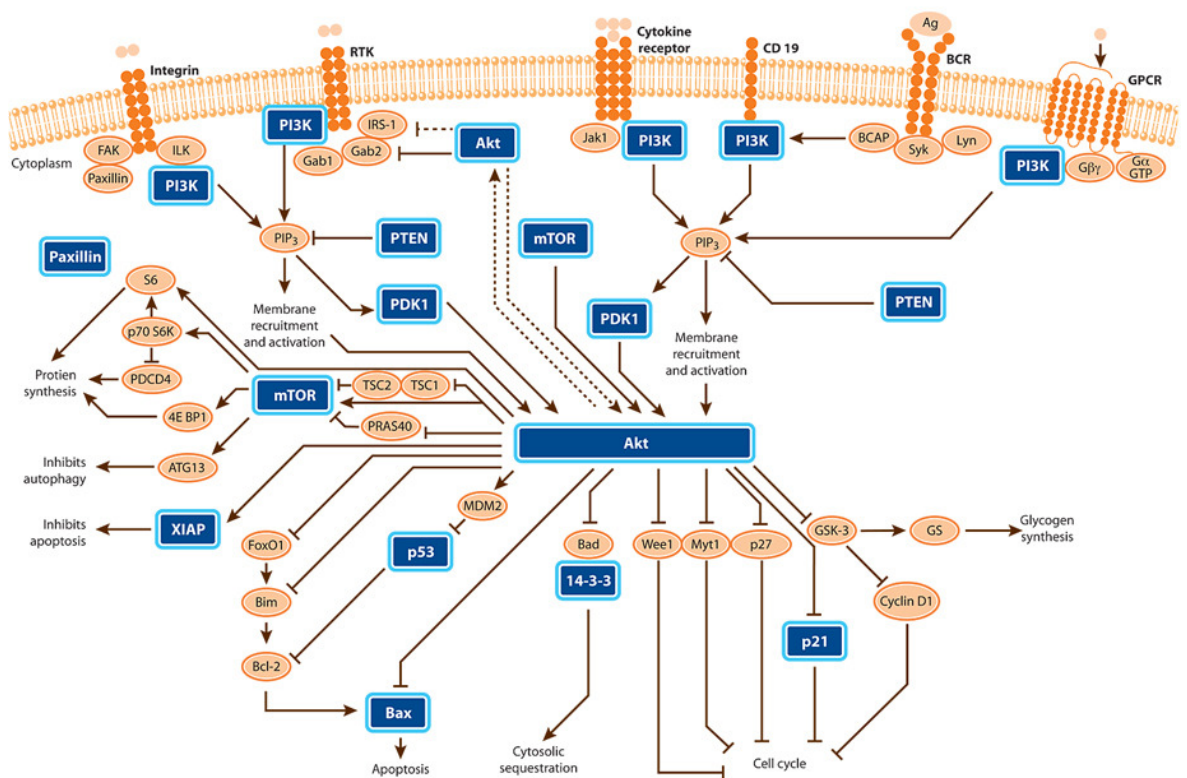 Ag
Cytokine
receptor
RTK
CD 19
BCR
Integrin
GPCR
PI3K
IRS-1
Gab2
Gab1
Akt
Jak1
PI3K
PI3K
BCAP
Syk
Lyn
FAK
ILK
Paxillin
PI3K
Cytoplasm
PI3K
Gβγ
Gα
GTP
PIP3
PTEN
mTOR
PIP3
Paxillin
S6
PDK1
PDK1
PTEN
Membrane
recruitment
and activation
Membrane
recruitment
and activation
p70 S6K
Protien
synthesis
PDCD4
mTOR
TSC2
TSC1
4E BP1
PRAS40
Akt
Inhibits
autophagy
ATG13
MDM2
Inhibits
apoptosis
XIAP
FoxO1
p53
Bad
14-3-3
Wee1
Myt1
p27
GSK-3
GS
Glycogen
synthesis
Bim
Cyclin D1
p21
Bcl-2
Bax
Apoptosis
Cytosolic
sequestration
Cell cycle